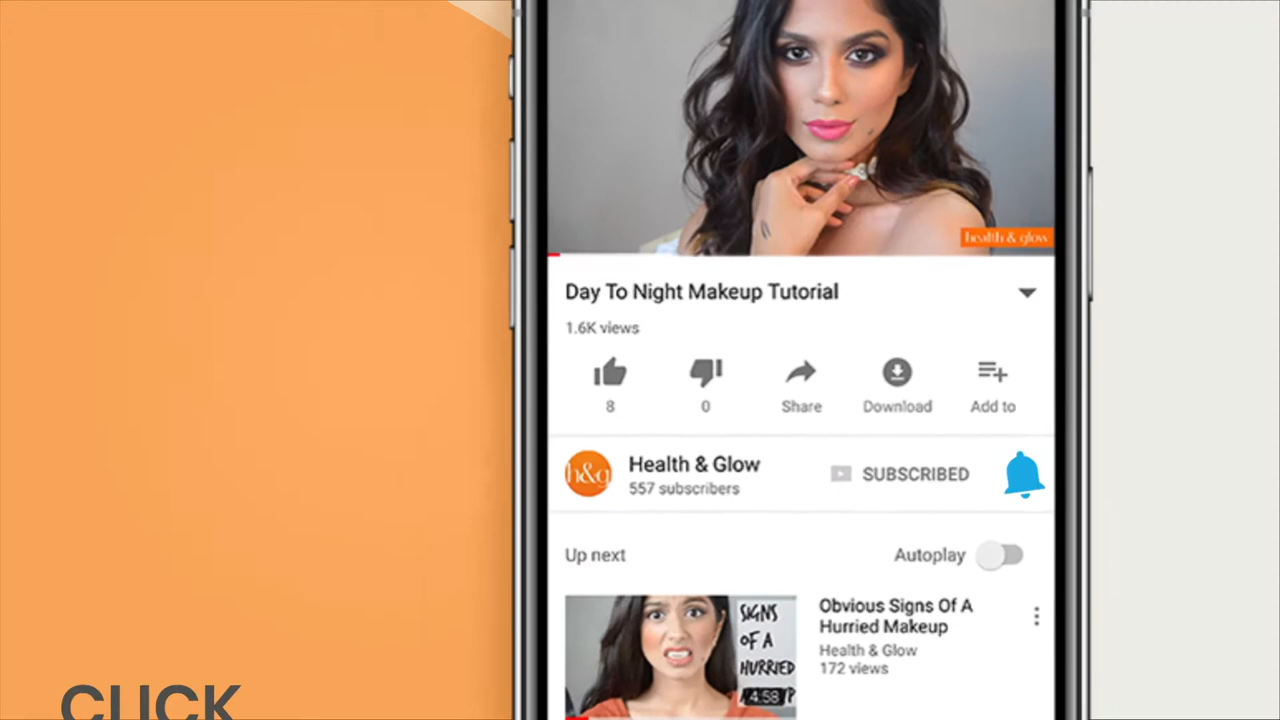 health & glow
Day To Night Makeup Tutorial
1.6K views
8
0
Share
Download
Add to
h&g
Health & Glow
557 subscribers
SUBSCRIBED
Up next
Autoplay
SIGNS
OF A
HURRIED
4:58
Obvious Signs Of A
Hurried Makeup
Health & Glow
172 views
CLICK